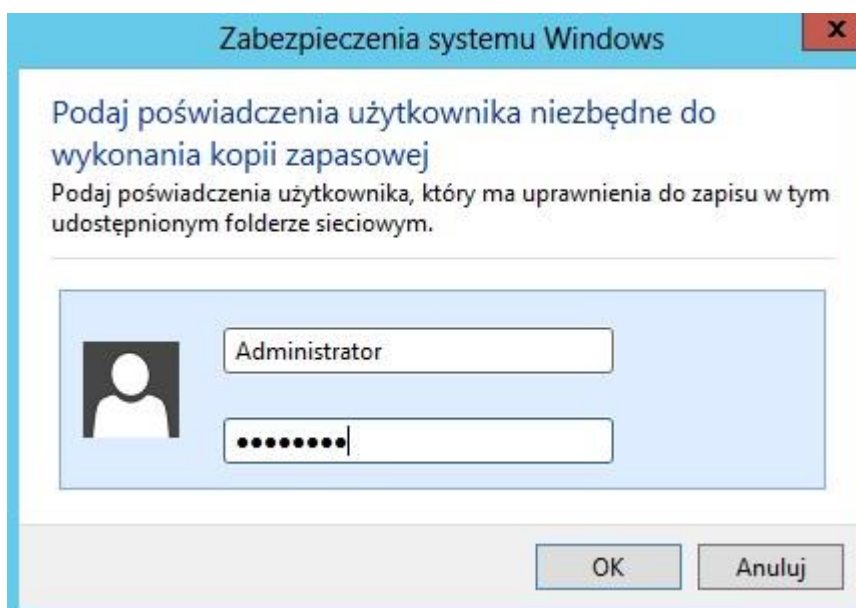 Zabezpieczenia systemu Windows
x
Podaj poświadczenia użytkownika niezbędne do
wykonania kopii zapasowej
Podaj poświadczenia użytkownika, który ma uprawnienia do zapisu w tym
udostępnionym folderze sieciowym.
Administrator
••••••••
OK
Anuluj